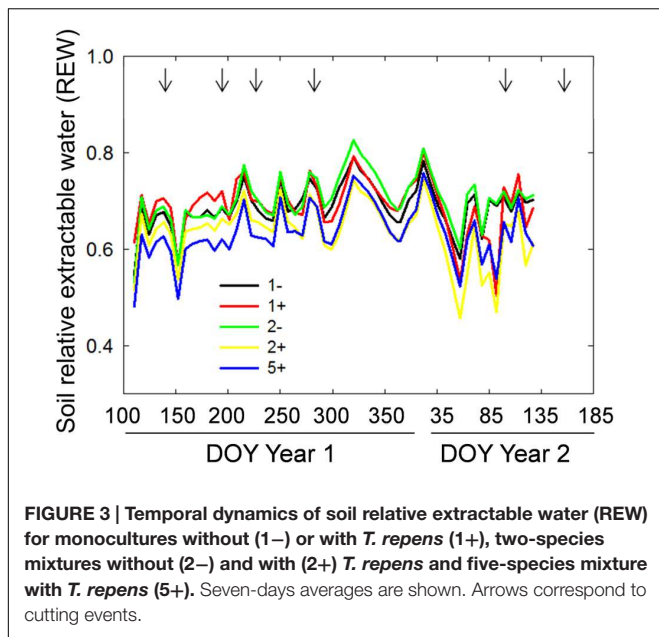 Soil relative extractable water (REW)
1.0
0.8
0.6
0.4
1-
1+
2-
2+
5+
100 150 200 250 300 350 35 85 135 185
DOY Year 1 DOY Year 2
FIGURE 3 | Temporal dynamics of soil relative extractable water (REW)
for monocultures without (1−) or with T. repens (1+), two-species
mixtures without (2−) and with (2+) T. repens and five-species mixture
with T. repens (5+). Seven-days averages are shown. Arrows correspond to
cutting events.